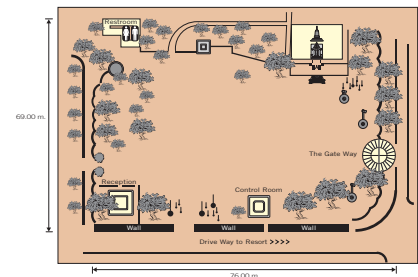 Restroom
69.00 m.
The Gate Way
Reception
Control Room
Wall
Wall
Wall
Drive Way to Resort >>>>
76.00 m.